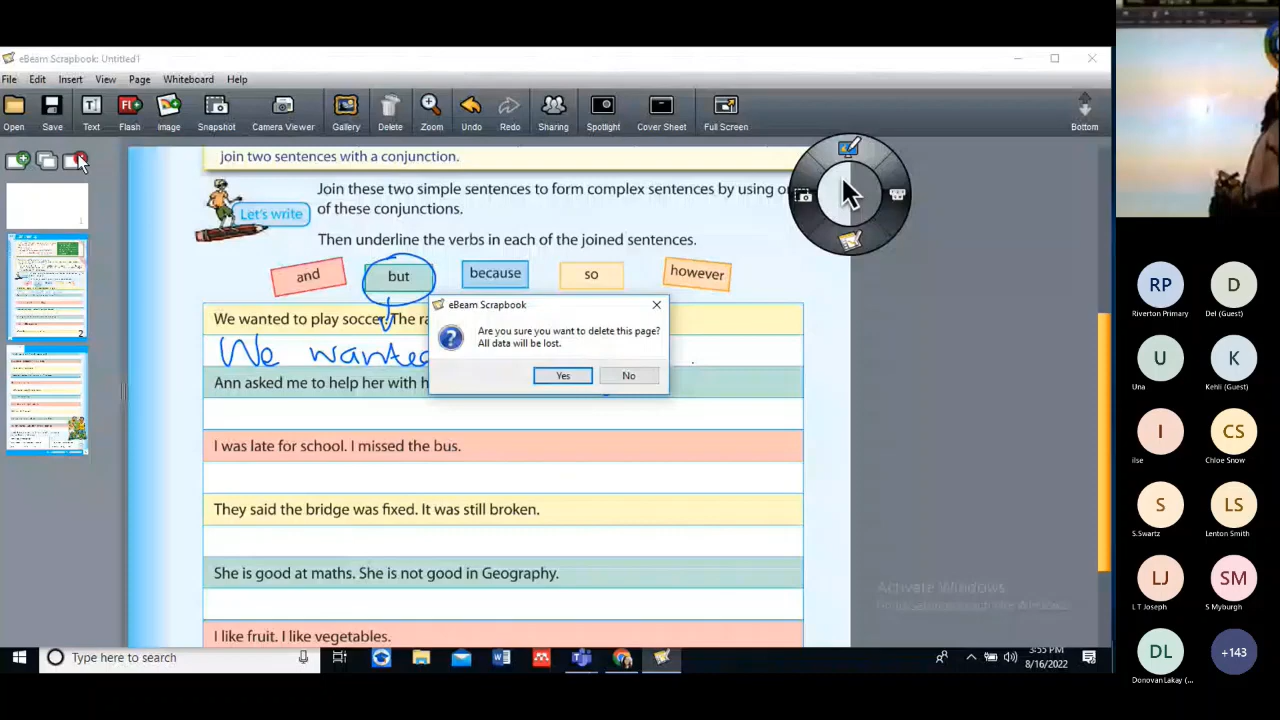 eBeam Scrapbook: Untitled1
File Edit Insert View Page Whiteboard Help
Open Save Text Flash Image Snapshot Camera Viewer Gallery Delete Zoom Undo Redo Sharing Spotlight Cover Sheet Full Screen Bottom
join two sentences with a conjunction.
Let's write
Join these two simple sentences to form complex sentences by using
of these conjunctions.
Then underline the verbs in each of the joined sentences.
and but because so however
We wanted to play soccer. The
We wanted
Ann asked me to help her with
I was late for school. I missed the bus.
They said the bridge was fixed. It was still broken.
She is good at maths. She is not good in Geography.
I like fruit. I like vegetables.
eBeam Scrapbook
Are you sure you want to delete this page?
All data will be lost.
Yes No
1
2
Activate Windows
Type here to search
3:55 PM
8/16/2022
RP D
Riverton Primary Del (Guest)
U K
Una Kehli (Guest)
I CS
ilse Chloe Snow
S LS
S.Swartz Lenton Smith
LJ SM
L T Joseph S Myburgh
DL +143
Donovan Lakay (...